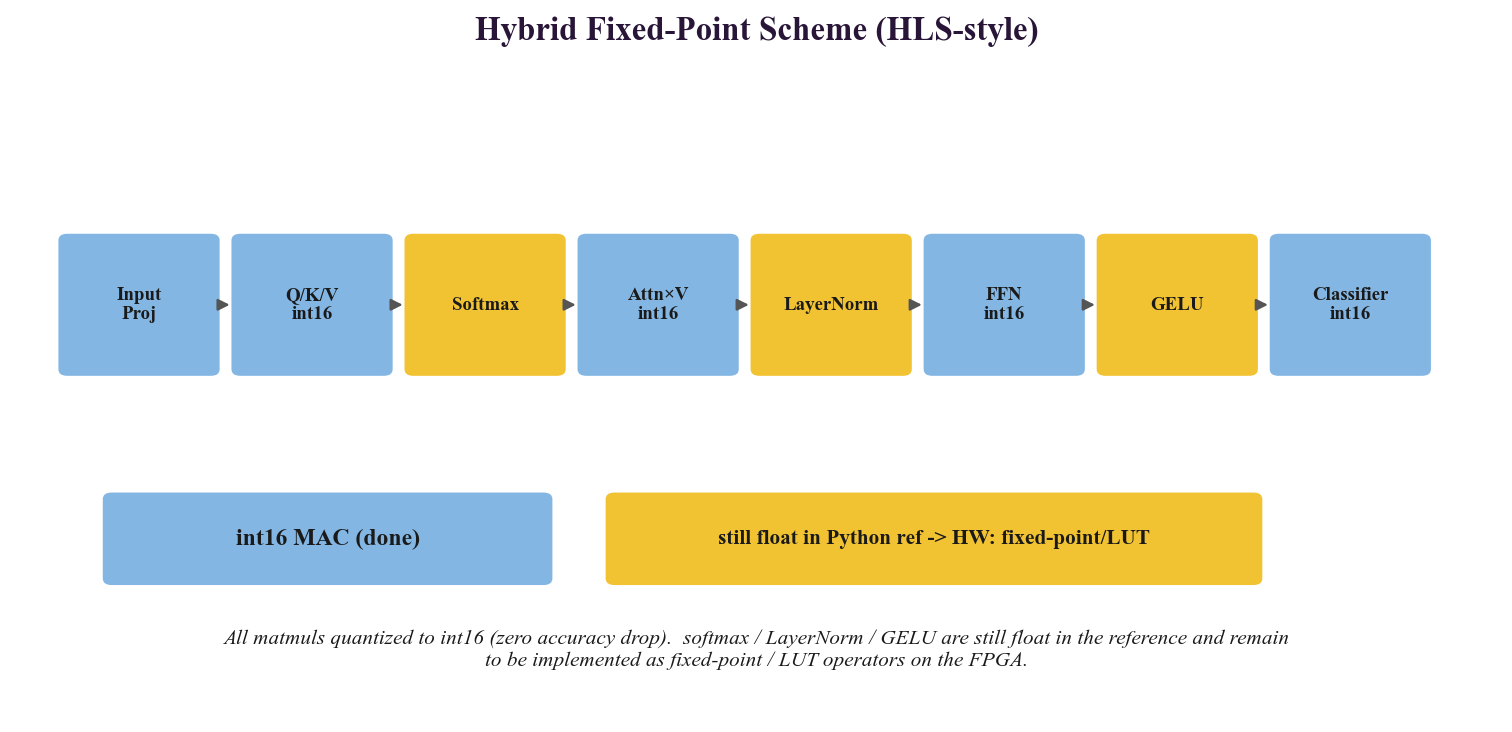 Hybrid Fixed-Point Scheme (HLS-style)
Input
Proj
Q/K/V
int16
Softmax
Attn×V
int16
LayerNorm
FFN
int16
GELU
Classifier
int16
int16 MAC (done)
still float in Python ref -> HW: fixed-point/LUT
All matmuls quantized to int16 (zero accuracy drop).  softmax / LayerNorm / GELU are still float in the reference and remain
to be implemented as fixed-point / LUT operators on the FPGA.